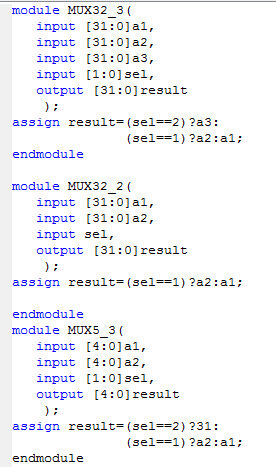 module MUX32_3(
input [31:0]a1,
input [31:0]a2,
input [31:0]a3,
input [1:0]sel,
output [31:0]result
);
assign result=(sel==2)?a3:
(sel==1)?a2:a1;
endmodule
module MUX32_2(
input [31:0]a1,
input [31:0]a2,
input sel,
output [31:0]result
);
assign result=(sel==1)?a2:a1;
endmodule
module MUX5_3(
input [4:0]a1,
input [4:0]a2,
input [1:0]sel,
output [4:0]result
);
assign result=(sel==2)?31:
(sel==1)?a2:a1;
endmodule